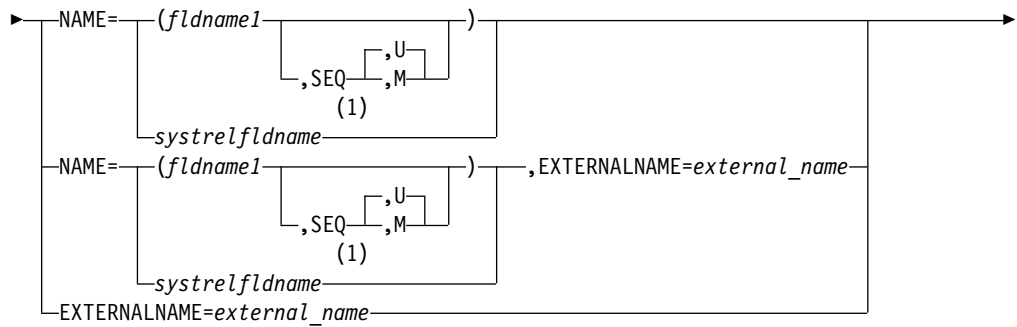 NAME= (fldname1 )
,U
,SEQ ,M
(1)
systrelfldname
NAME= (fldname1 ) ,EXTERNALNAME=external_name
,U
,SEQ ,M
(1)
systrelfldname
EXTERNALNAME=external_name